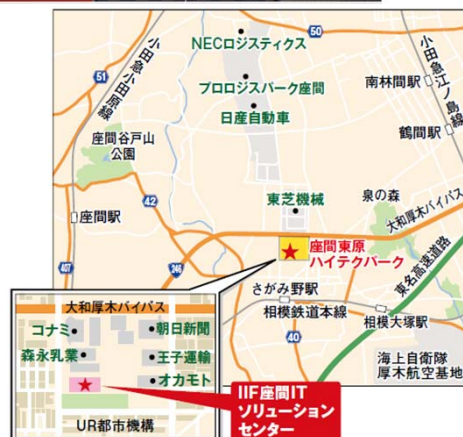 50
NECロジスティクス
51
小田急小田原線
プロロジスパーク座間
日産自動車
南林間駅
小田急江ノ島線
鶴間駅
座間谷戸山
公園
42
東芝機械
泉の森
大和厚木バイパス
座間駅
座間東原
ハイテクパーク
407
246
東名高速道路
さがみ野駅
相模鉄道本線
相模大塚駅
40
海上自衛隊
厚木航空基地
大和厚木バイパス
コナミ
朝日新聞
森永乳業
王子運輸
オカモト
UR都市機構
IIF座間IT
ソリューション
センター